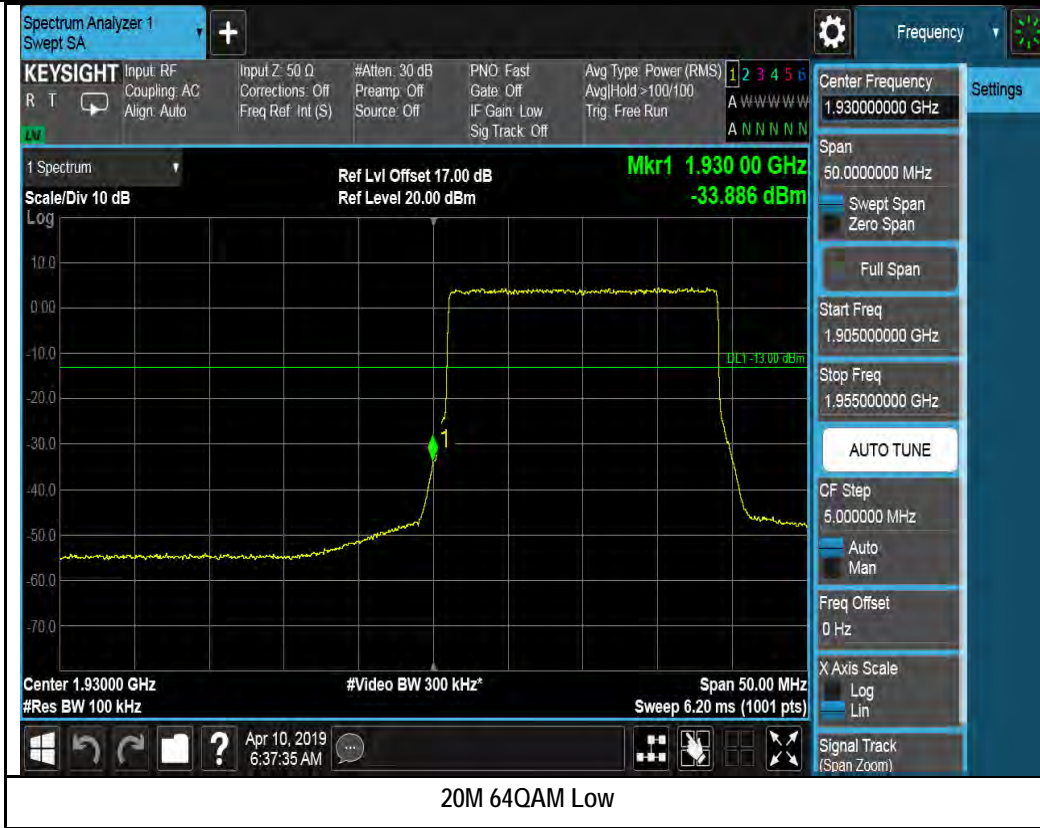 Spectrum Analyzer 1
Swept SA
+
Frequency
KEYSIGHT
R T
LV
Input: RF
Coupling: AC
Align: Auto
Input Z: 50 Ω
Corrections: Off
Freq Ref: Int (S)
#Atten: 30 dB
Preamp: Off
Source: Off
PNO: Fast
Gate: Off
IF Gain: Low
Sig Track: Off
Avg Type: Power (RMS)
Avg|Hold >100/100
Trig: Free Run
1 2 3 4 5 6
A W W W W W
A N N N N N
Center Frequency
1.930000000 GHz
Settings
1 Spectrum
Scale/Div 10 dB
Ref Lvl Offset 17.00 dB
Ref Level 20.00 dBm
Mkr1 1.930 00 GHz
-33.886 dBm
Span
50.0000000 MHz
Swept Span
Zero Span
Full Span
Start Freq
1.905000000 GHz
Stop Freq
1.955000000 GHz
AUTO TUNE
CF Step
5.000000 MHz
Auto
Man
Freq Offset
0 Hz
X Axis Scale
Log
Lin
Signal Track
(Span Zoom)
Log
10.0
0.00
-10.0
DL1 -13.00 dBm
-20.0
-30.0
1
-40.0
-50.0
-60.0
-70.0
Center 1.93000 GHz
#Video BW 300 kHz*
Span 50.00 MHz
#Res BW 100 kHz
Sweep 6.20 ms (1001 pts)
?
Apr 10, 2019
6:37:35 AM
20M 64QAM Low